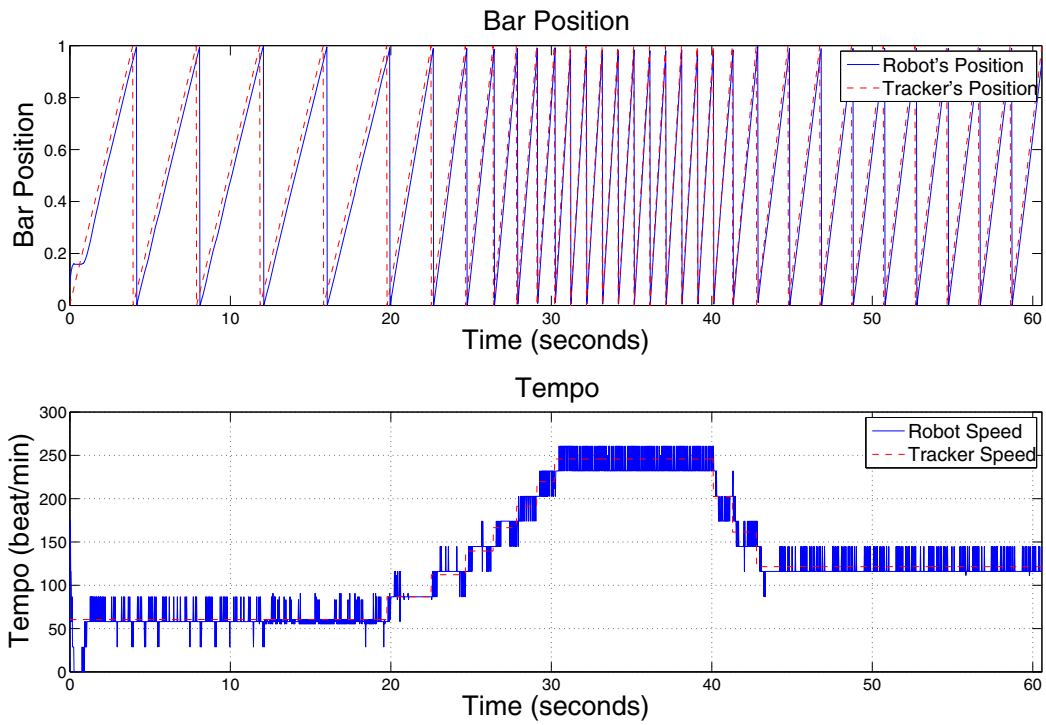 Bar Position
1
0.8
0.6
0.4
0.2
0
Bar Position
Robot's Position
Tracker's Position
0 10 20 30 40 50 60
Time (seconds)
Tempo
300
250
200
150
100
50
0
Tempo (beat/min)
Robot Speed
Tracker Speed
0 10 20 30 40 50 60
Time (seconds)